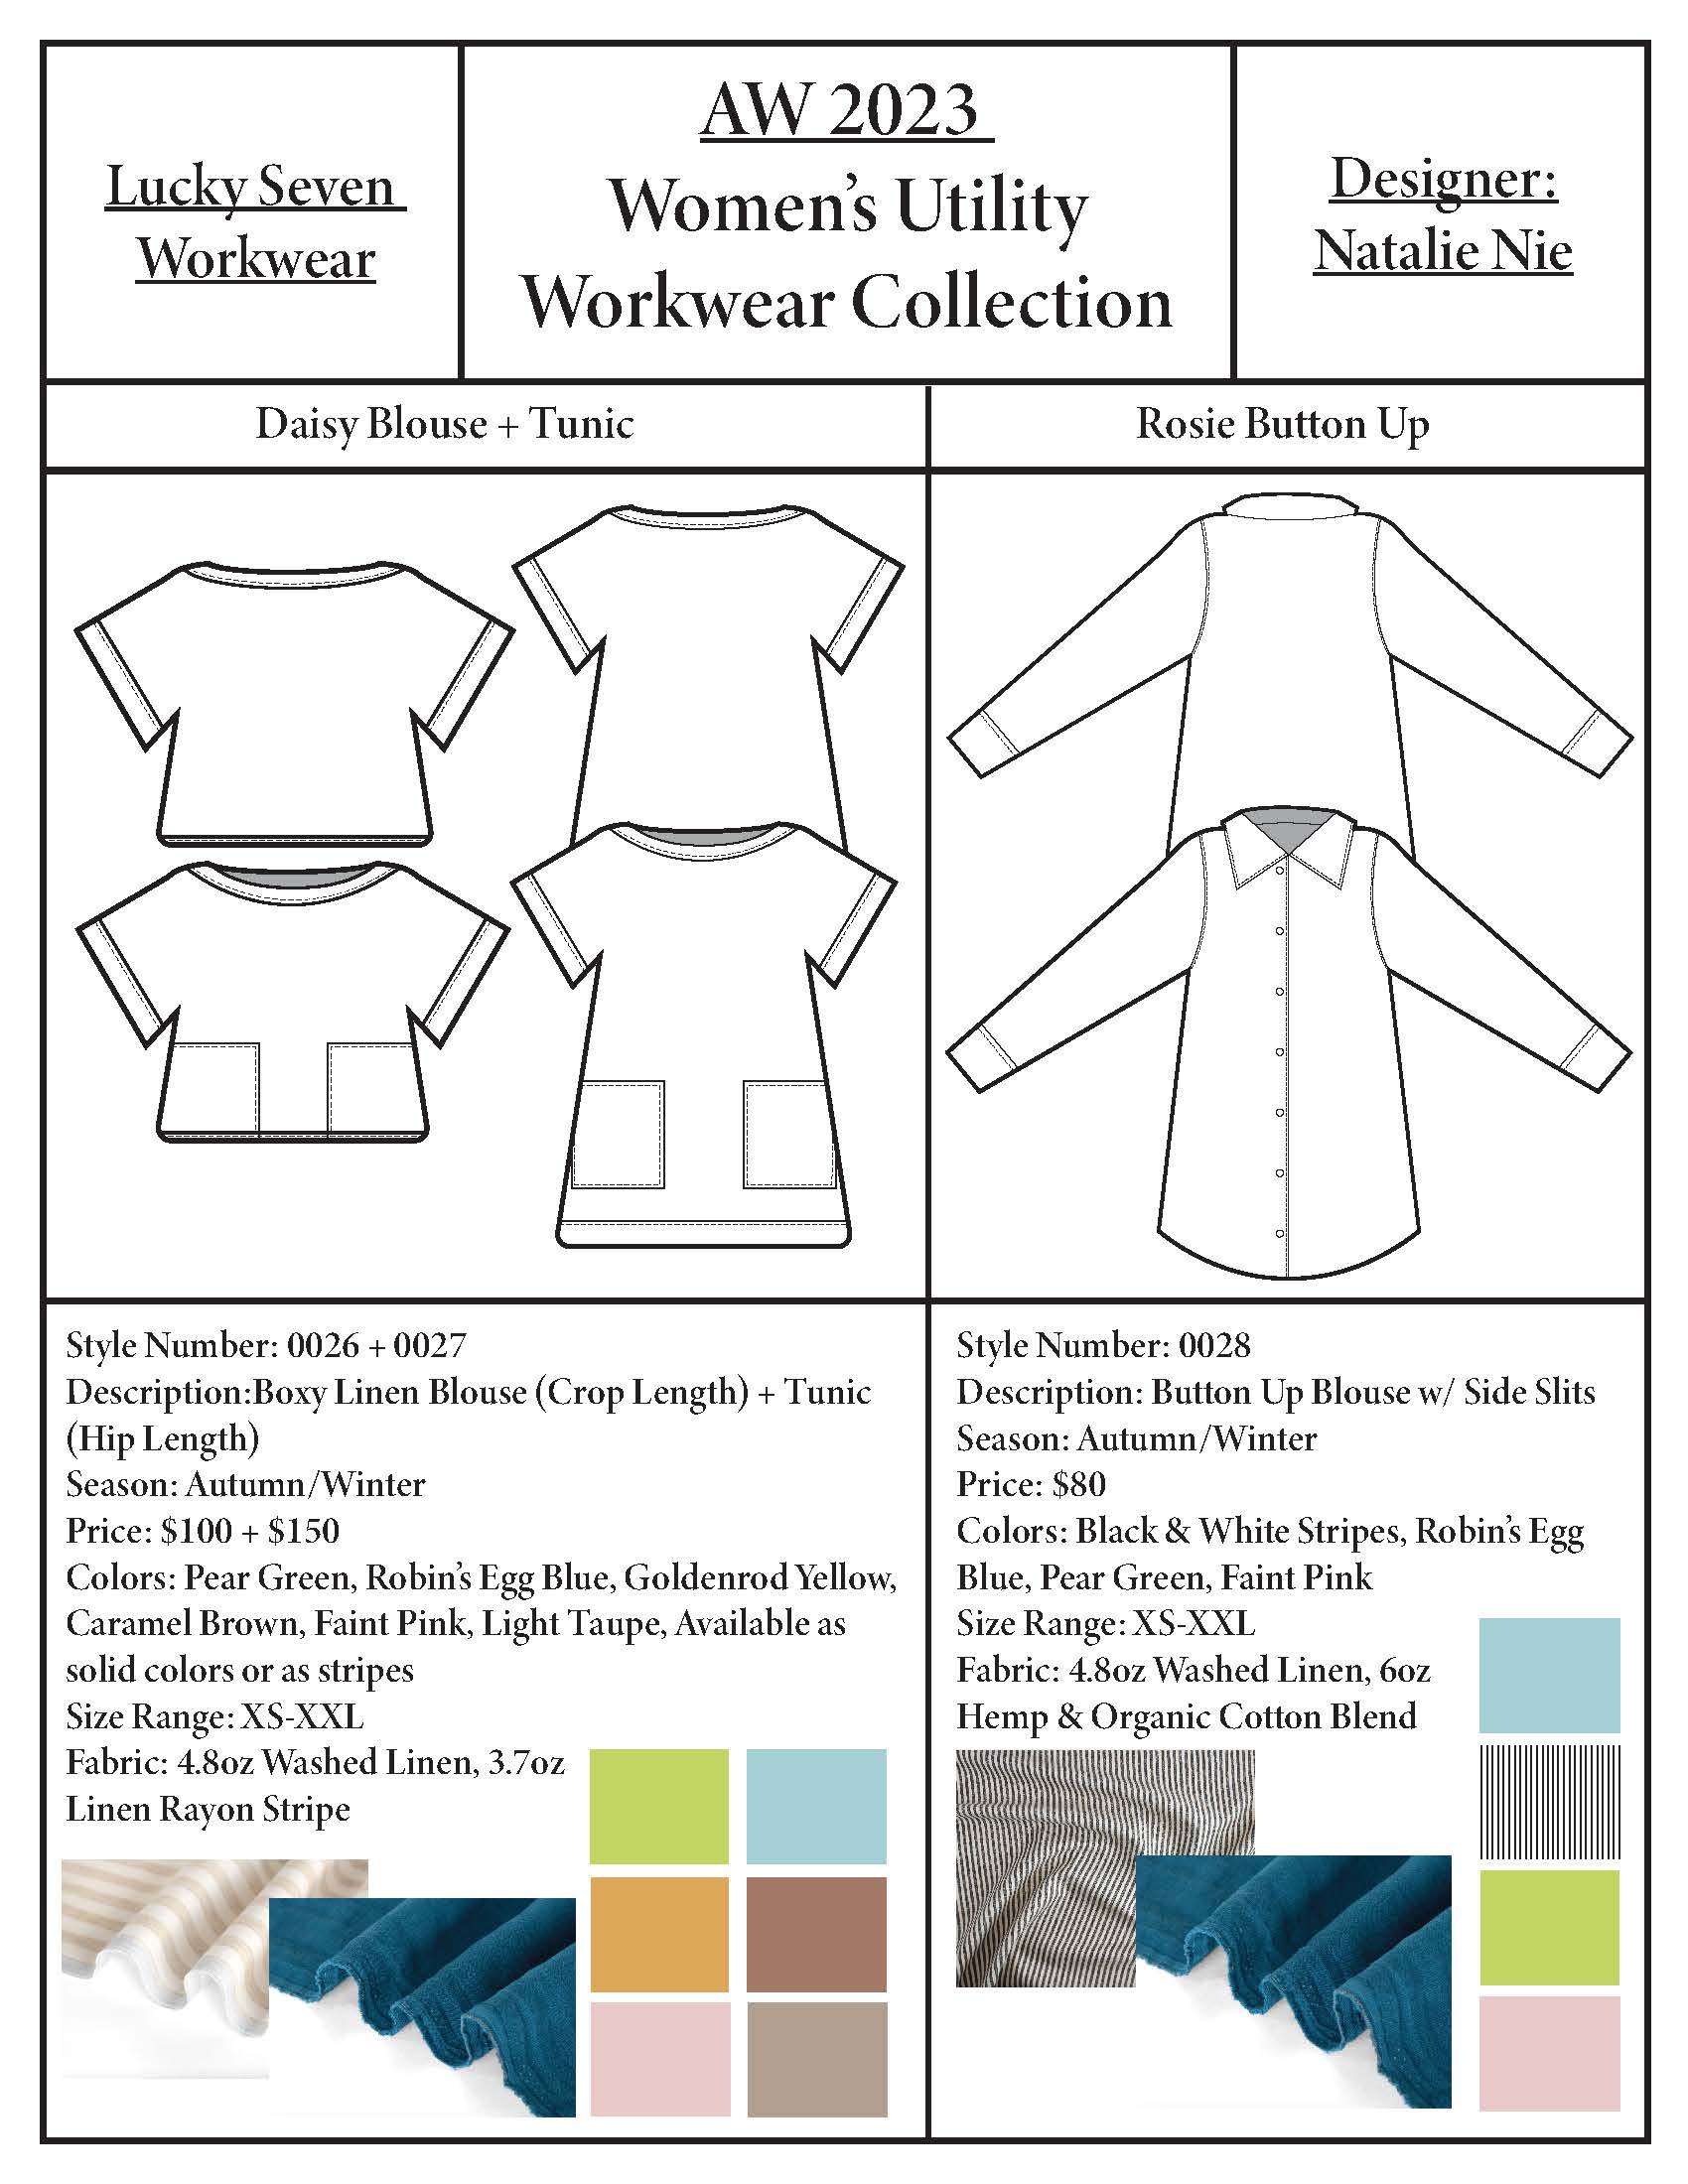 Lucky Seven
Workwear
AW 2023
Women's Utility
Workwear Collection
Designer:
Natalie Nie
Daisy Blouse + Tunic
Rosie Button Up
Style Number: 0026 + 0027
Description:Boxy Linen Blouse (Crop Length) + Tunic
(Hip Length)
Season: Autumn/Winter
Price: $100 + $150
Colors: Pear Green, Robin's Egg Blue, Goldenrod Yellow,
Caramel Brown, Faint Pink, Light Taupe, Available as
solid colors or as stripes
Size Range: XS-XXL
Fabric: 4.8oz Washed Linen, 3.7oz
Linen Rayon Stripe
Style Number: 0028
Description: Button Up Blouse w/ Side Slits
Season: Autumn/Winter
Price: $80
Colors: Black & White Stripes, Robin's Egg
Blue, Pear Green, Faint Pink
Size Range: XS-XXL
Fabric: 4.8oz Washed Linen, 6oz
Hemp & Organic Cotton Blend